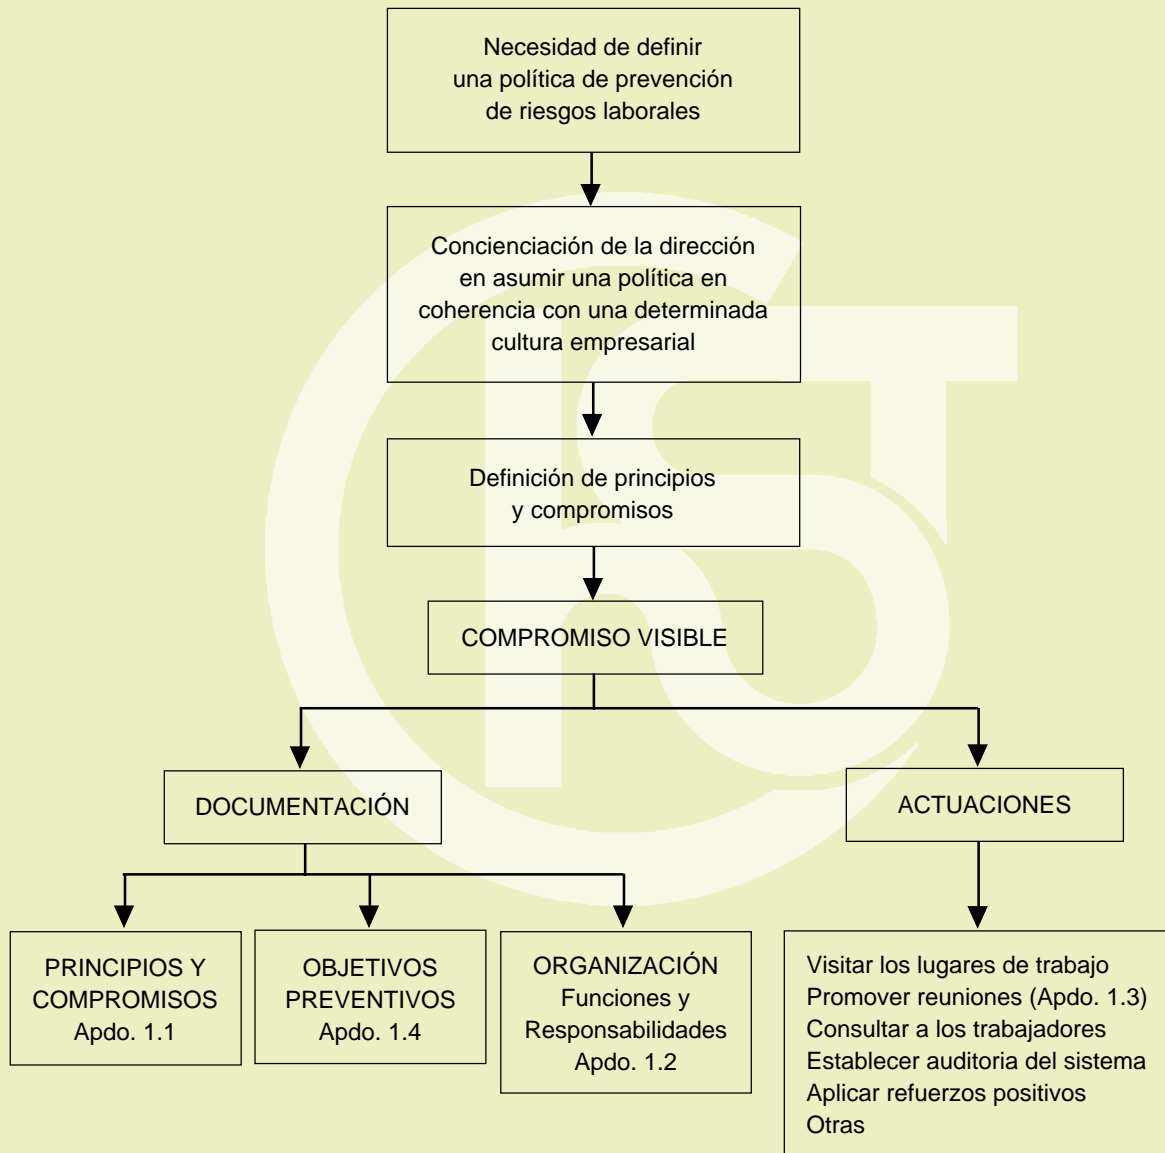 Necesidad de definir
una política de prevención
de riesgos laborales
Concienciación de la dirección
en asumir una política en
coherencia con una determinada
cultura empresarial
Definición de principios
y compromisos
COMPROMISO VISIBLE
DOCUMENTACIÓN
ACTUACIONES
PRINCIPIOS Y
COMPROMISOS
Apdo. 1.1
OBJETIVOS
PREVENTIVOS
Apdo. 1.4
ORGANIZACIÓN
Funciones y
Responsabilidades
Apdo. 1.2
Visitar los lugares de trabajo
Promover reuniones (Apdo. 1.3)
Consultar a los trabajadores
Establecer auditoria del sistema
Aplicar refuerzos positivos
Otras